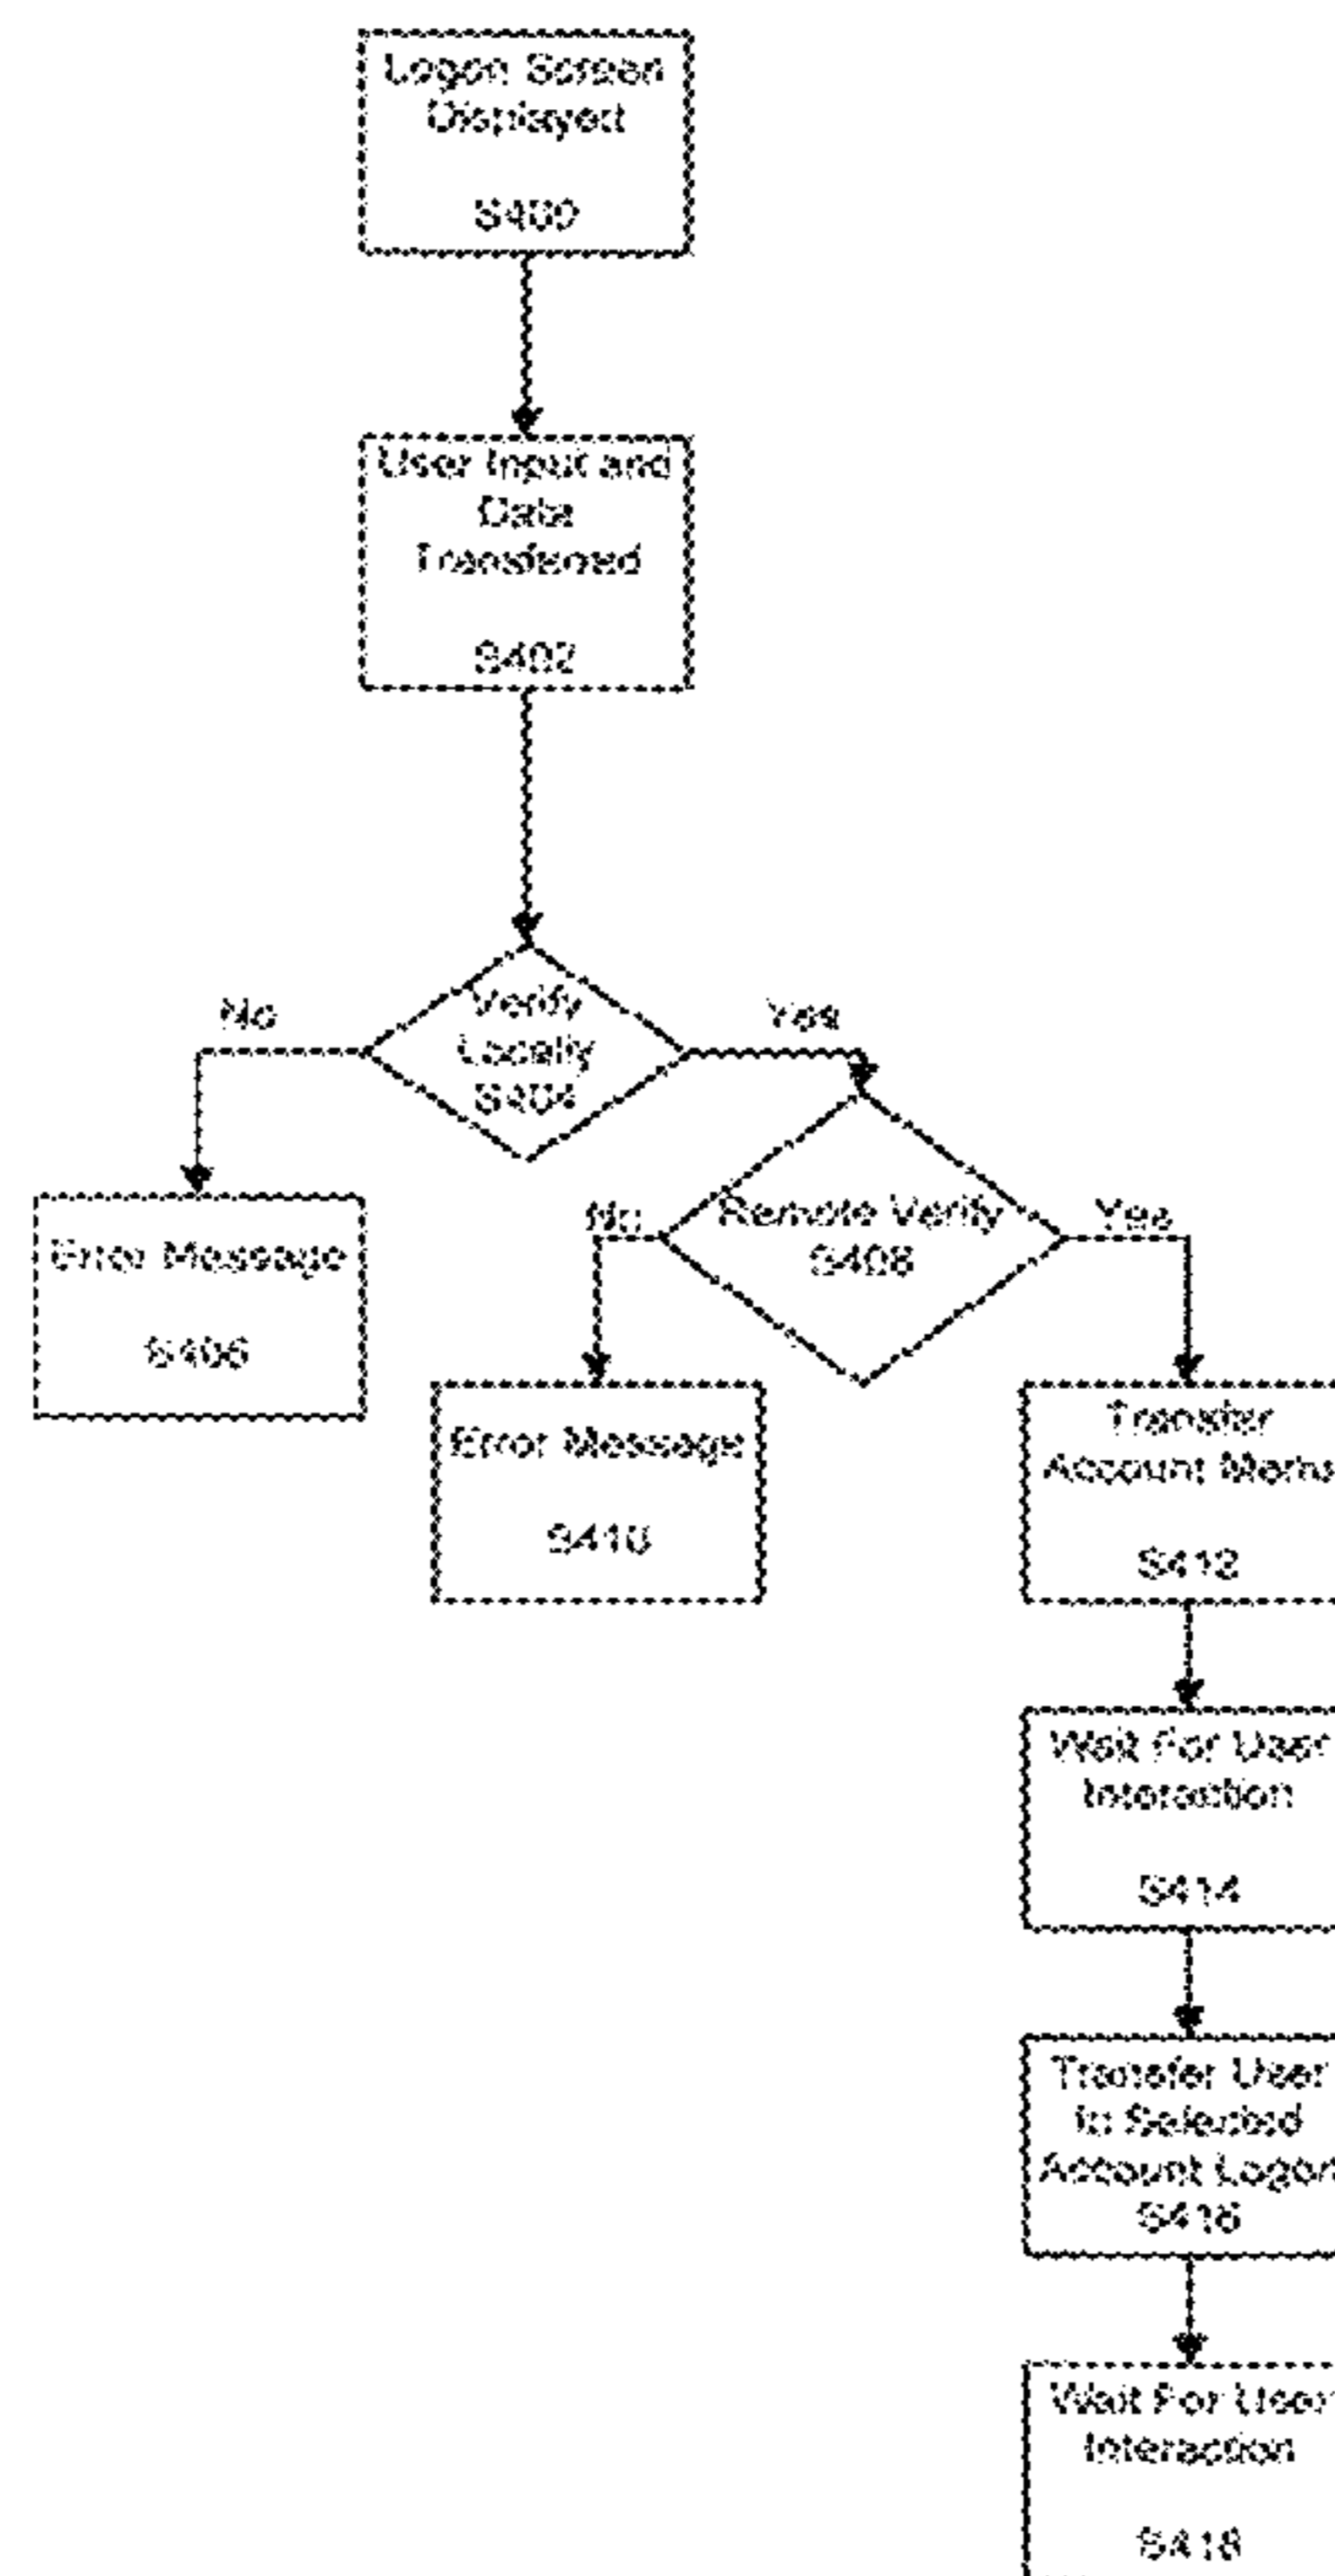 Logon Screen
Displayed
S400
User Input and
Data
Transferred
S402
No
Verify
Locally
S404
Yes
Error Message
S406
No
Remote Verify
S408
Yes
Error Message
S410
Transfer
Account Menu
S412
Wait For User
Interaction
S414
Transfer User
to Selected
Account Logon
S416
Wait For User
Interaction
S418